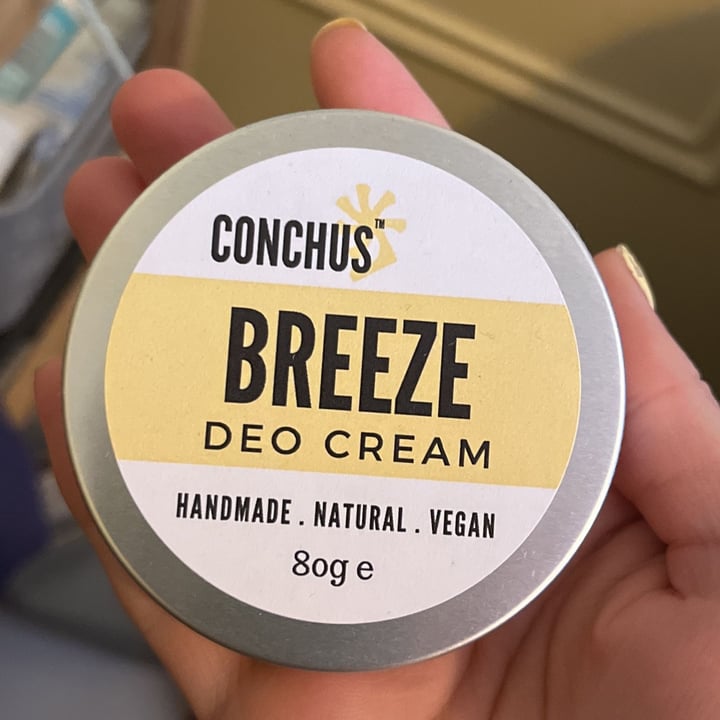 CONCHUS™
BREEZE
DEO CREAM
HANDMADE . NATURAL . VEGAN
80g e